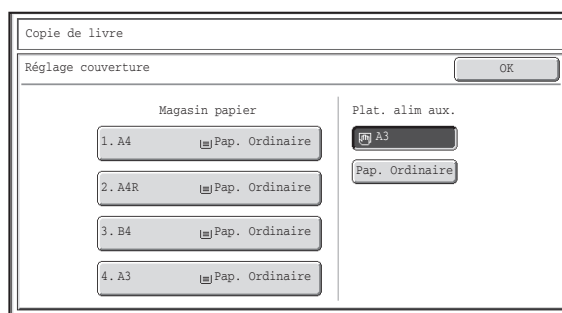 Copie de livre
Réglage couverture
OK
Magasin papier
1. A4 Pap. Ordinaire
2. A4R Pap. Ordinaire
3. B4 Pap. Ordinaire
4. A3 Pap. Ordinaire
Plat. alim aux.
A3
Pap. Ordinaire